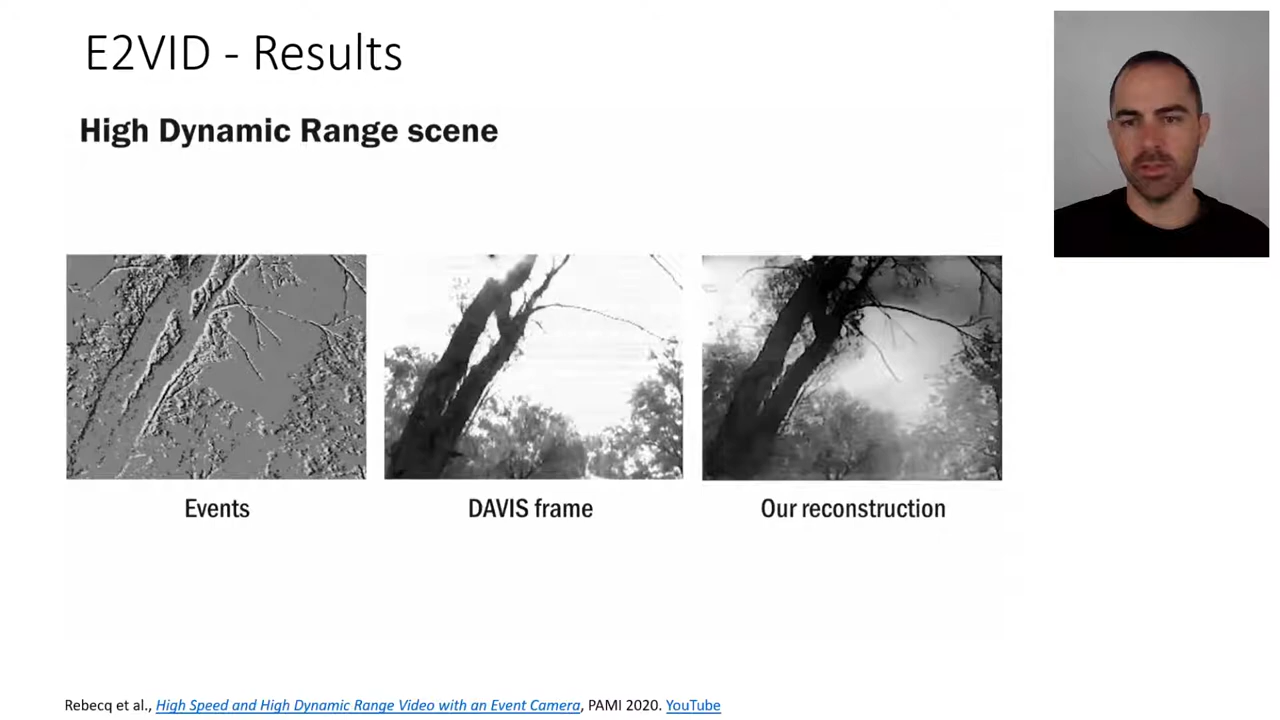 E2VID - Results
High Dynamic Range scene
Events
DAVIS frame
Our reconstruction
Rebecq et al., High Speed and High Dynamic Range Video with an Event Camera, PAMI 2020. YouTube